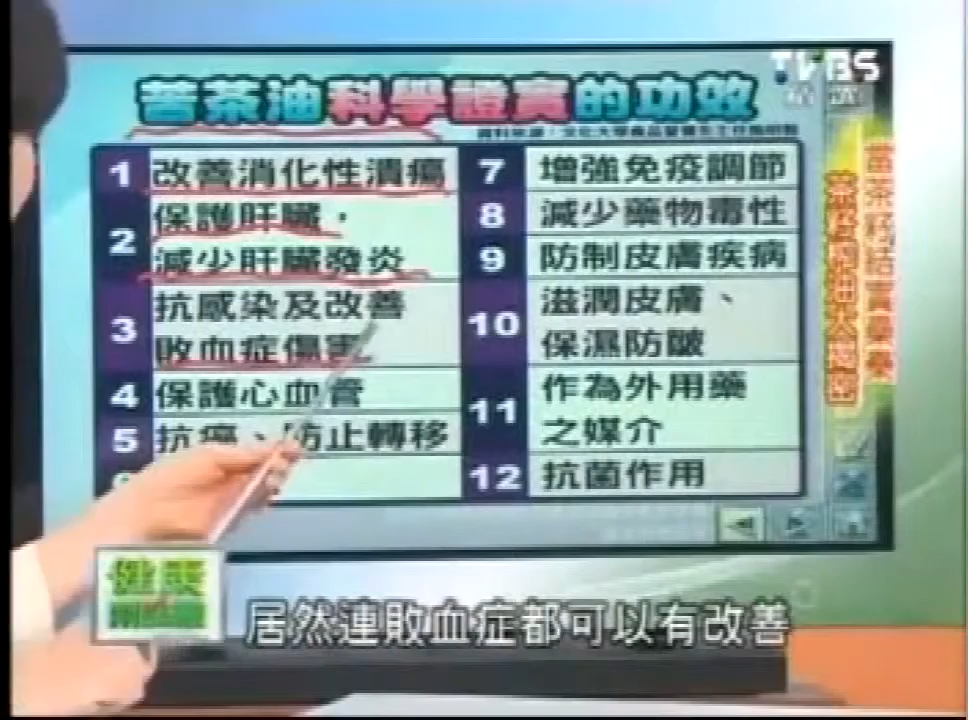 TVBS
苦茶油科學證實的功效
1 改善消化性潰瘍
2 保護肝臟,
減少肝臟發炎
3 抗感染及改善
敗血症傷害
4 保護心血管
5 抗癌、防止轉移
7 增強免疫調節
8 減少藥物毒性
9 防制皮膚疾病
10 滋潤皮膚、
保濕防皺
11 作為外用藥
之媒介
12 抗菌作用
健康
居然連敗血症都可以有改善